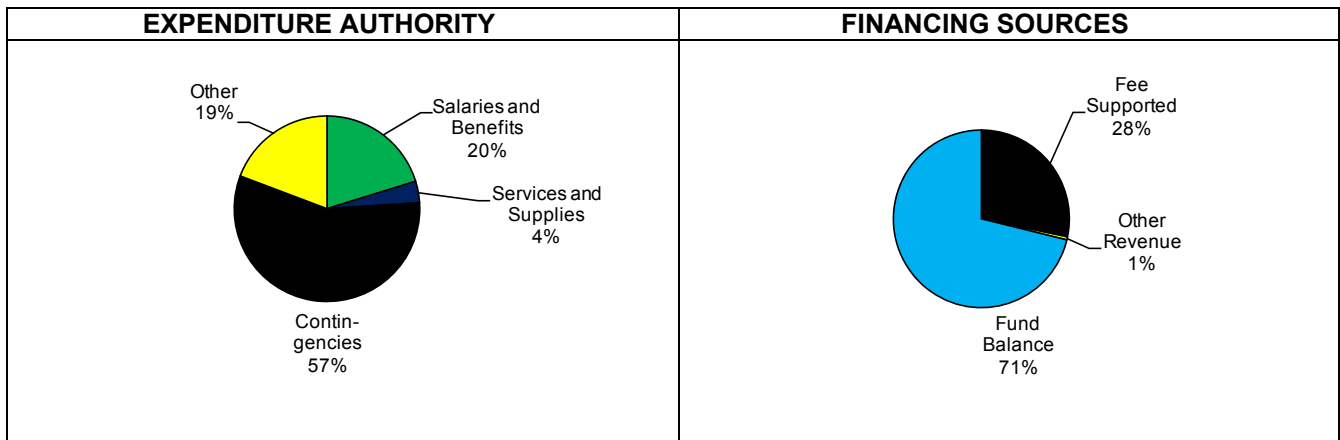 EXPENDITURE AUTHORITY
Other
19%
Salaries and
Benefits
20%
Services and
Supplies
4%
Contin-
gencies
57%
FINANCING SOURCES
Fee
Supported
28%
Other
Revenue
1%
Fund
Balance
71%